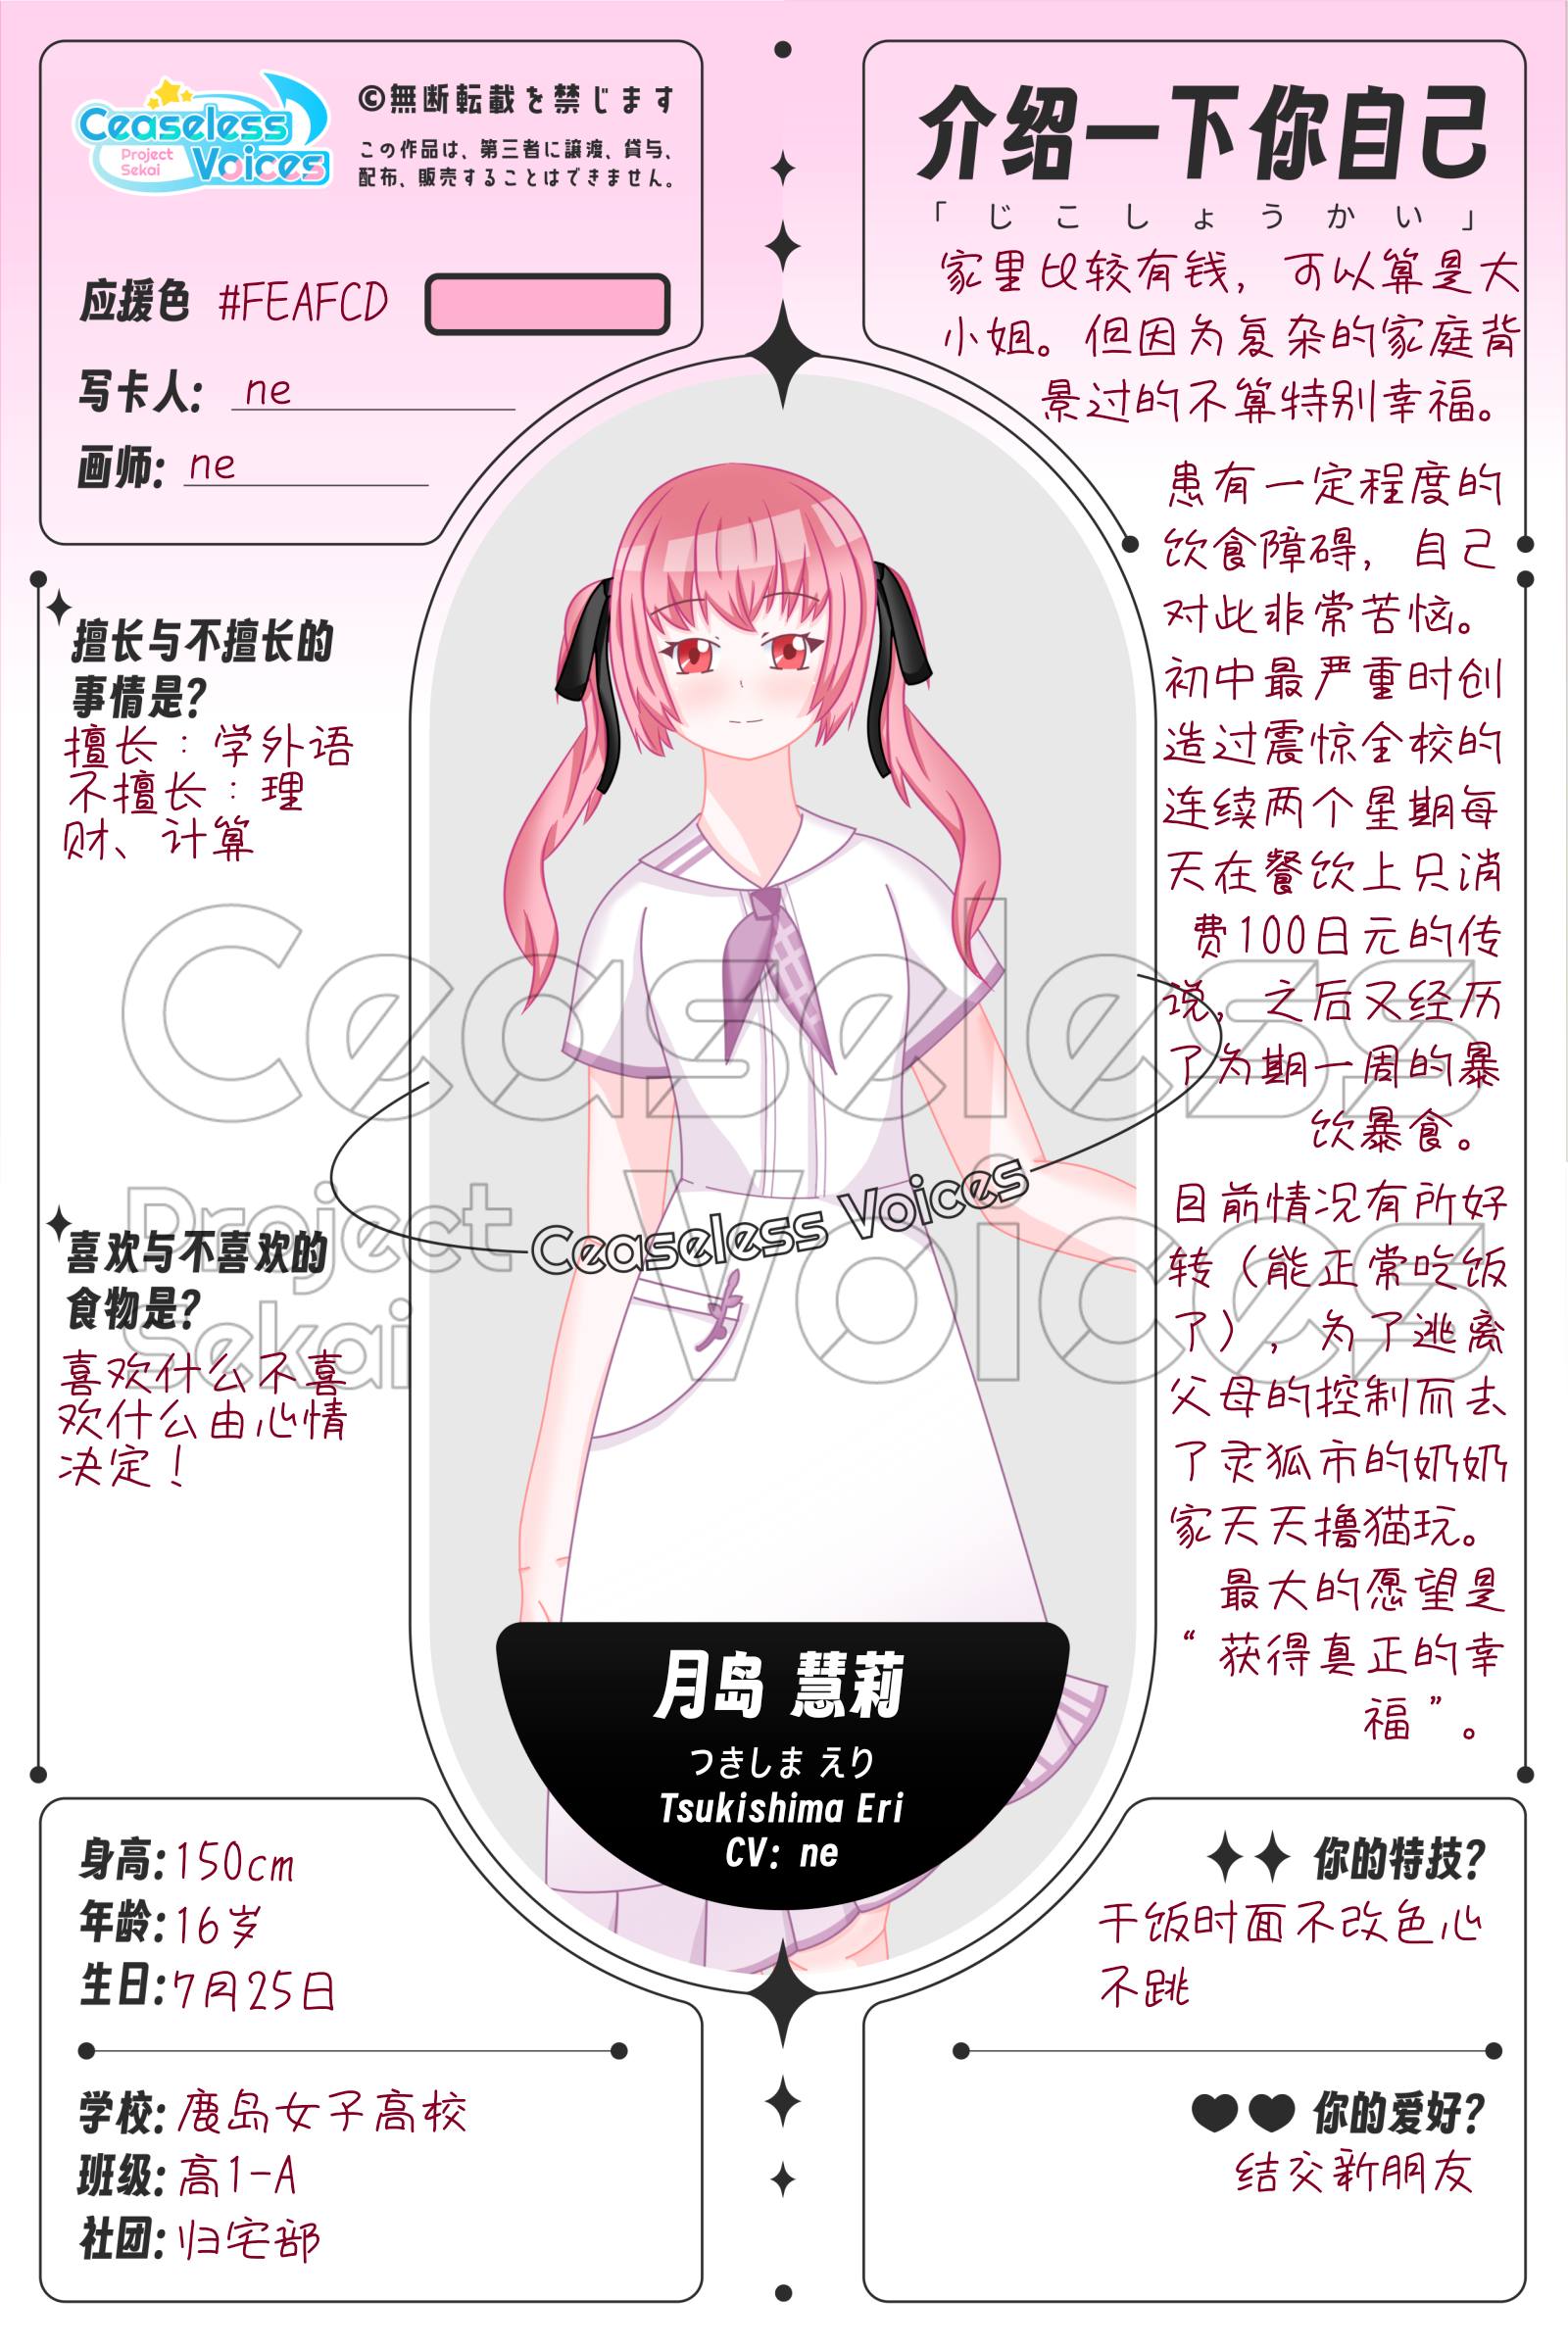 Ceaseless
Voices
Project
Sekai
©無断転載を禁じます
この作品は、第三者に譲渡、貸与、
配布、販売することはできません。
应援色 #FEAFCD
写卡人: ne
画师: ne
介绍一下你自己
「じこしょうかい」
家里比较有钱，可以算是大
小姐。但因为复杂的家庭背
景过的不算特别幸福。
患有一定程度的
饮食障碍，自己
对此非常苦恼。
初中最严重时创
造过震惊全校的
连续两个星期每
天在餐饮上只消
费100日元的传
说，之后又经历
了为期一周的暴
饮暴食。
目前情况有所好
转（能正常吃饭
了），为了逃离
父母的控制而去
了灵狐市的奶奶
家天天撸猫玩。
最大的愿望是
“获得真正的幸
福”。
擅长与不擅长的
事情是?
擅长：学外语
不擅长：理
财、计算
喜欢与不喜欢的
食物是?
喜欢什么不喜
欢什么由心情
决定！
Ceaseless
Project
Sekai
Voices
Ceaseless Voices
月岛 慧莉
つきしま えり
Tsukishima Eri
CV: ne
身高:150cm
年龄:16岁
生日:7月25日
学校:鹿岛女子高校
班级:高1-A
社团:归宅部
你的特技?
干饭时面不改色心
不跳
你的爱好?
结交新朋友